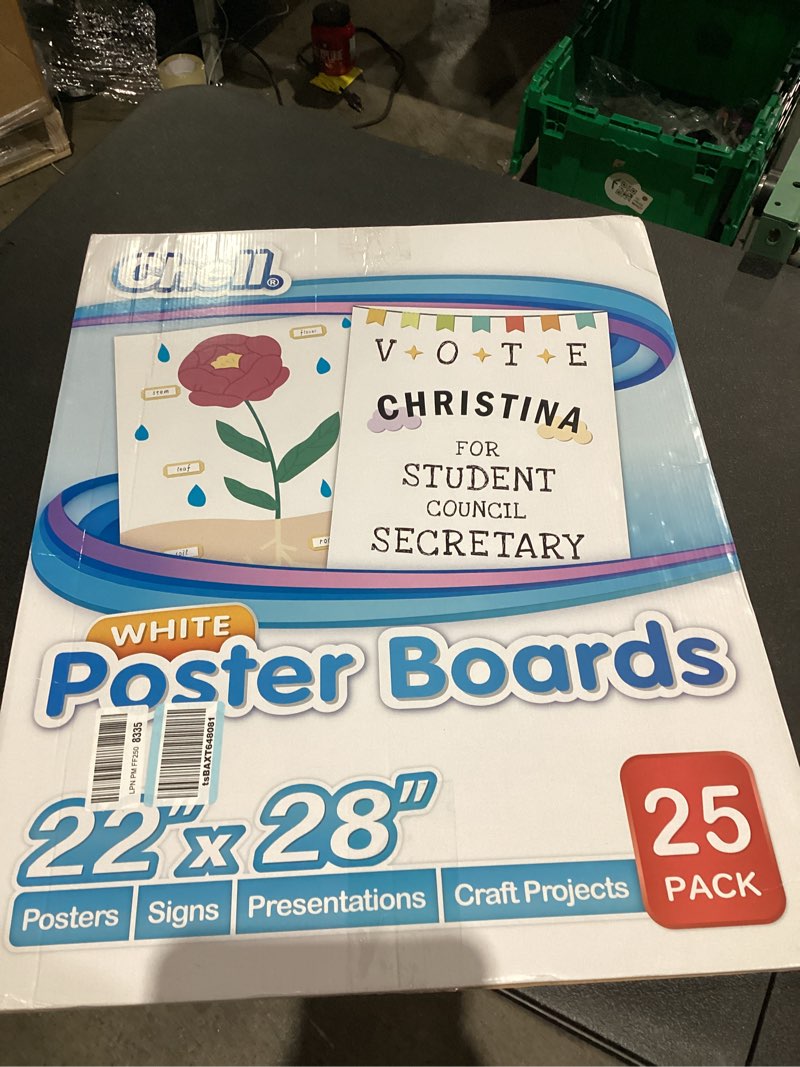 flower
stem
leaf
V O T E
CHRISTINA
FOR
STUDENT
COUNCIL
SECRETARY
WHITE
Poster Boards
LPN PM FF250 8335
tsBAXT648081
22" x 28"
25
PACK
Posters
Signs
Presentations
Craft Projects